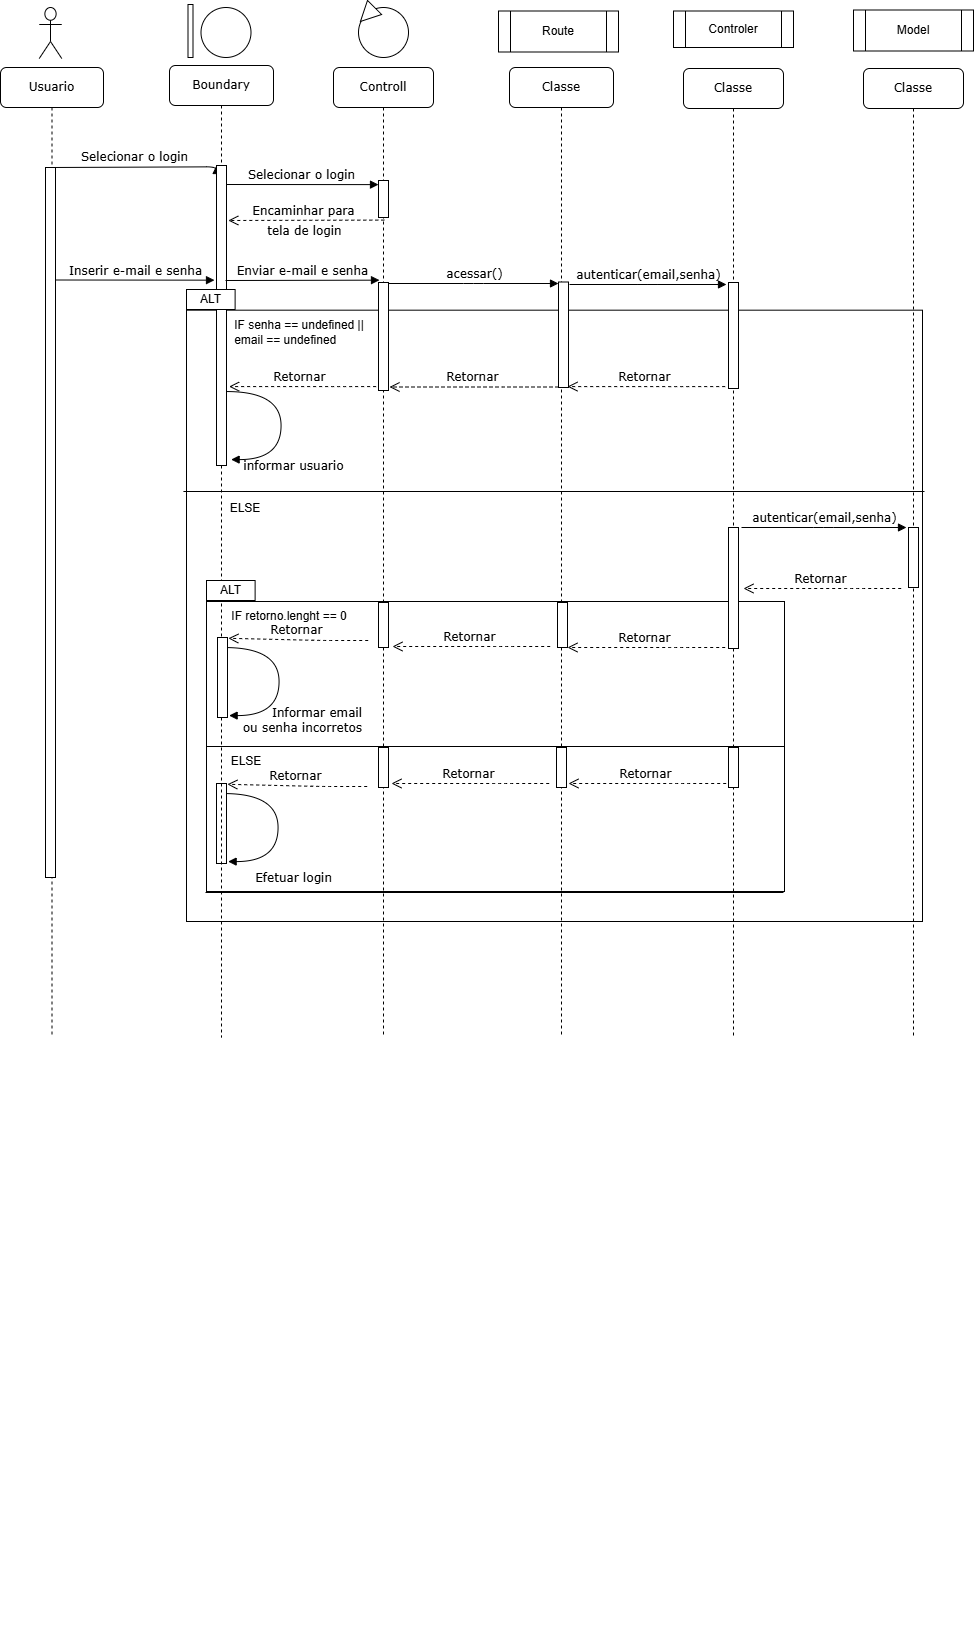 Route
Controler
Model
Usuario
Boundary
Controll
Classe
Classe
Classe
Selecionar o login
Selecionar o login
Encaminhar para
tela de login
Inserir e-mail e senha
Enviar e-mail e senha
acessar()
autenticar(email,senha)
ALT
IF senha == undefined ||
email == undefined
Retornar
Retornar
Retornar
informar usuario
ELSE
autenticar(email,senha)
Retornar
ALT
IF retorno.lenght == 0
Retornar
Retornar
Retornar
Informar email
ou senha incorretos
ELSE
Retornar
Retornar
Retornar
Efetuar login